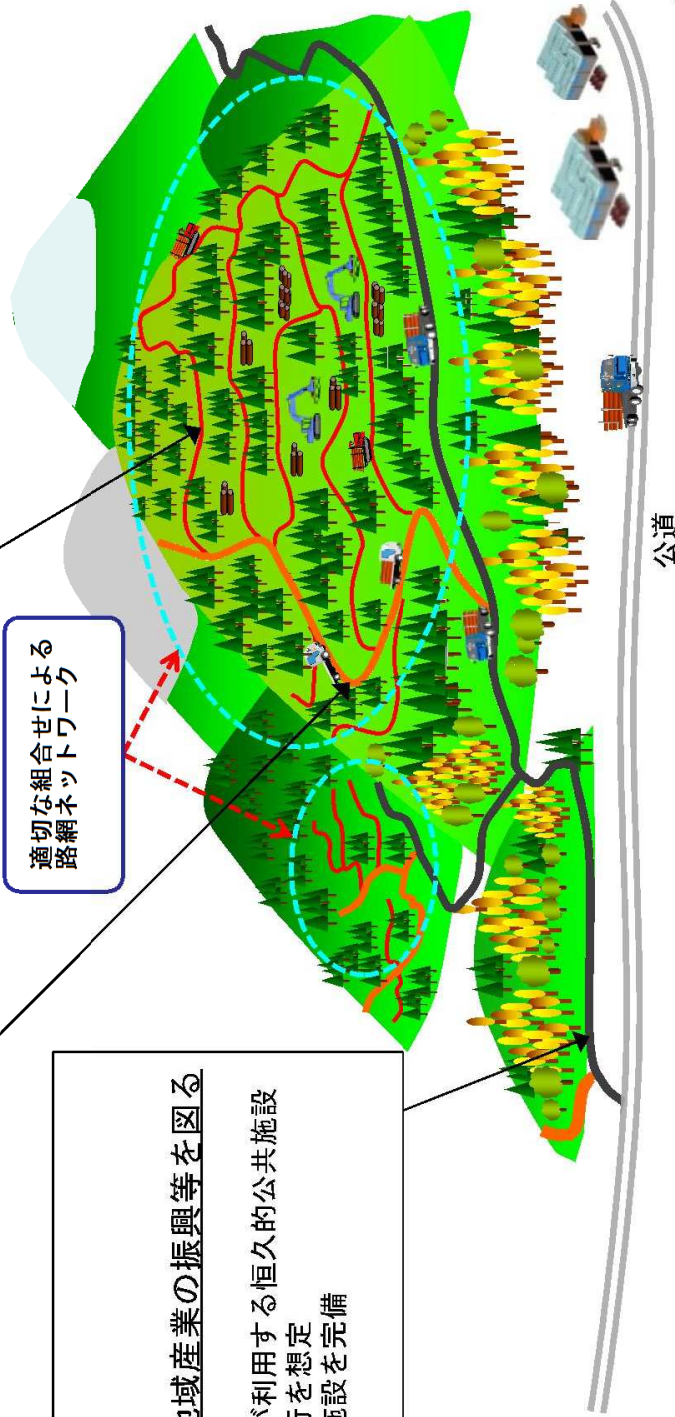 適切な組合せによる
路網ネットワーク
域産業の振興等を図る
利用する恒久的公共施設
行を想定
施設を完備
公道